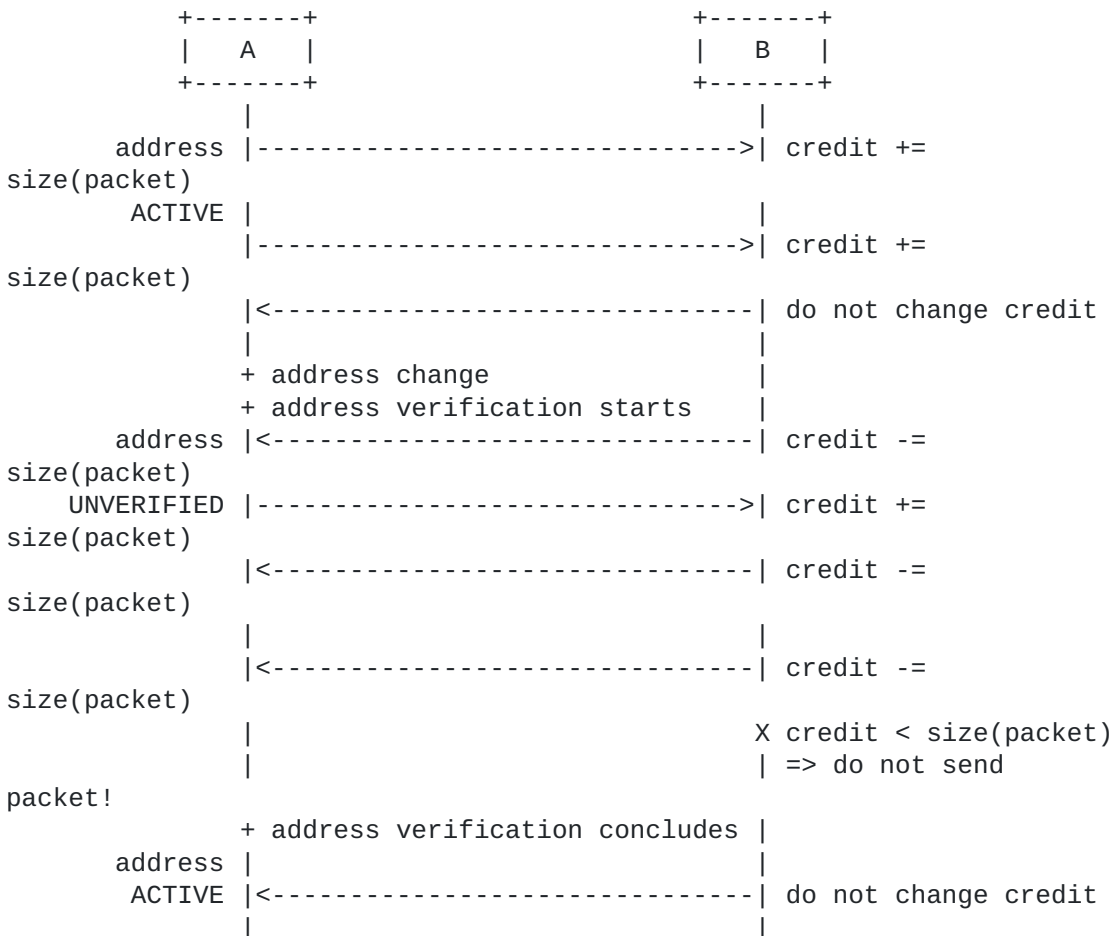 +-------+                        +-------+
|   A   |                        |   B   |
+-------+                        +-------+
|                                |
address |------------------------------->| credit +=
size(packet)
ACTIVE |                                |
|------------------------------->| credit +=
size(packet)
|<-------------------------------| do not change credit
|                                |
+ address change                 |
+ address verification starts    |
address |<-------------------------------| credit -=
size(packet)
UNVERIFIED |------------------------------->| credit +=
size(packet)
|<-------------------------------| credit -=
size(packet)
|                                |
|<-------------------------------| credit -=
size(packet)
|                                X credit < size(packet)
|                                | => do not send
packet!
+ address verification concludes |
address |                                |
ACTIVE |<-------------------------------| do not change credit
|                                |